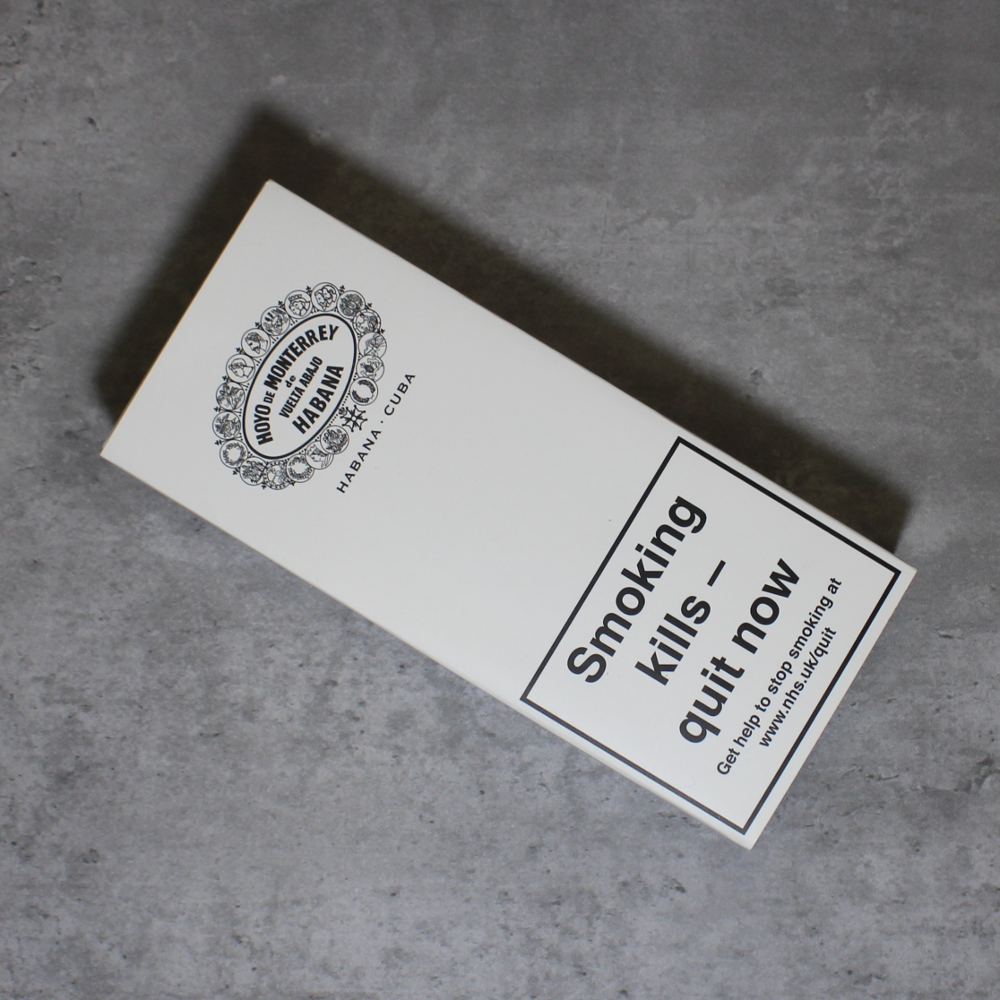 HOYO DE MONTERREY
de
VUELTA ABAJO
HABANA
HABANA · CUBA
Smoking
kills –
quit now
Get help to stop smoking at
www.nhs.uk/quit